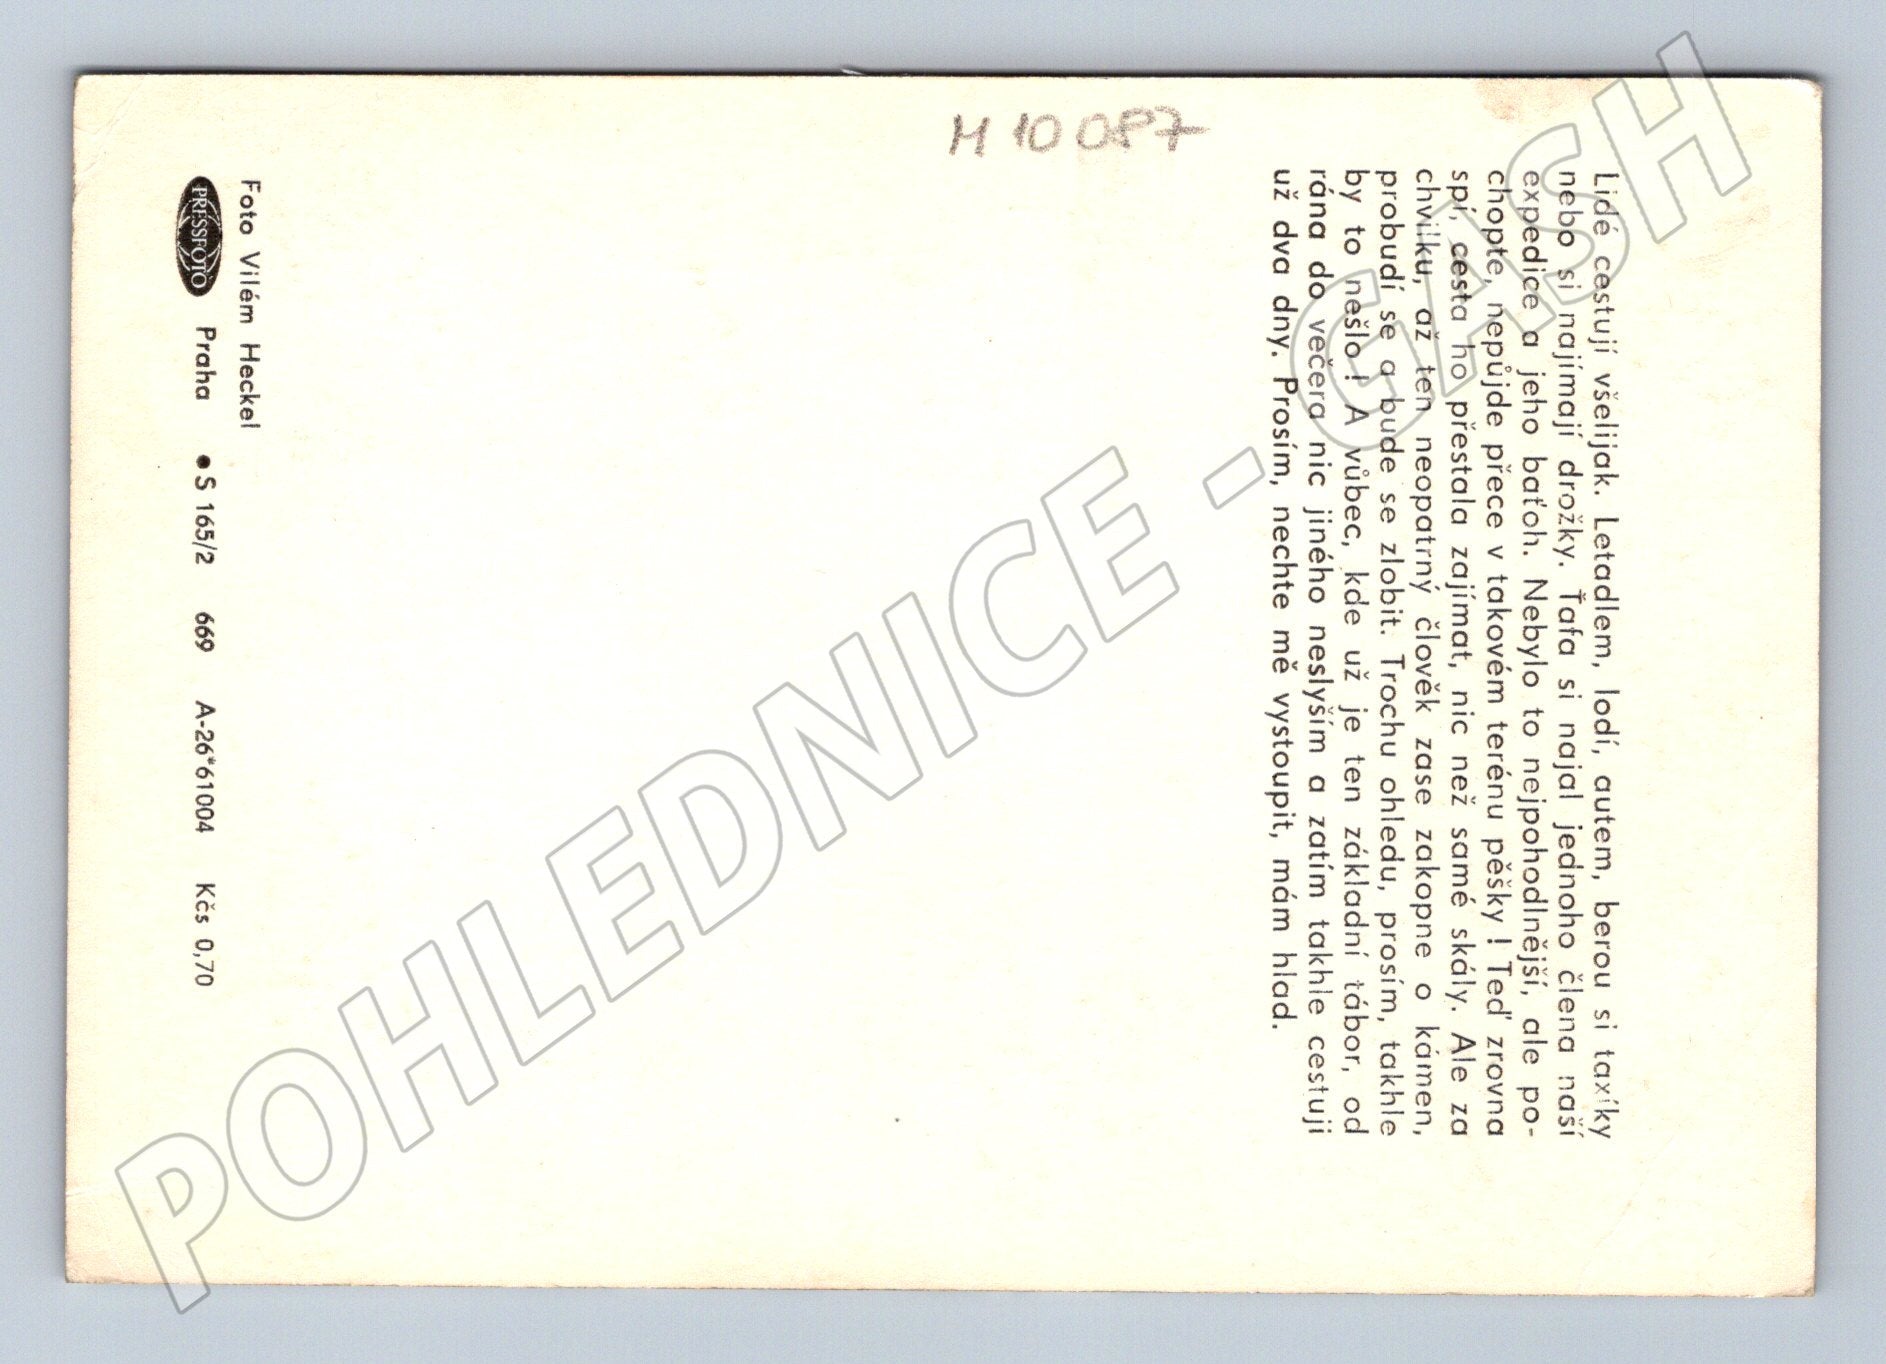 Lidé cestují všelijak. Letadlem, lodí, autem, berou si taxíky
nebo si najímají drožky. Ťafa si najal jednoho člena naší
expedice a jeho baťoh. Nebylo to nejpohodlnější, ale po-
chopte, nepůjde přece v takovém terénu pěšky! Teď zrovna
spí, cesta ho přestala zajímat, nic než samé skály. Ale za
chvilku, až ten neopatrný člověk zase zakopne o kámen,
probudí se a bude se zlobit. Trochu ohledu, prosím, takhle
by to nešlo! A vůbec, kde už je ten základní tábor, od
rána do večera nic jiného neslyším a zatím takhle cestuji
už dva dny. Prosím, nechte mě vystoupit, mám hlad.
Foto Vilém Heckel
PRESSFOTO Praha • S 165/2 669 A-26*61004 Kčs 0,70
H 10087
POHLEDNICE - GASH